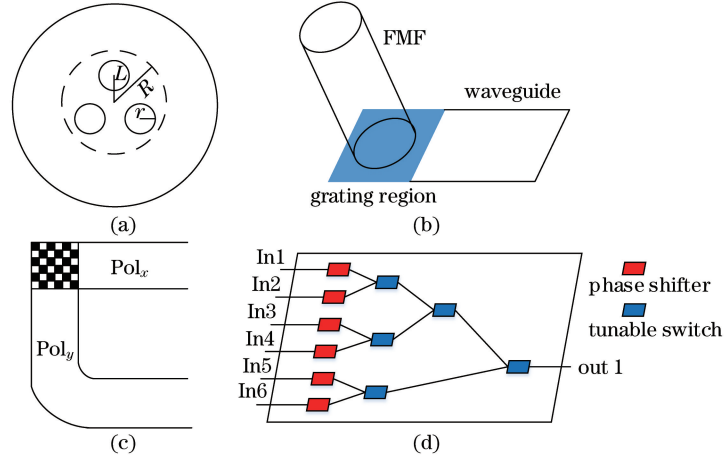 L
R
r
(a)
FMF
waveguide
grating region
(b)
Polx
Poly
(c)
In1
In2
In3
In4
In5
In6
out 1
phase shifter
tunable switch
(d)